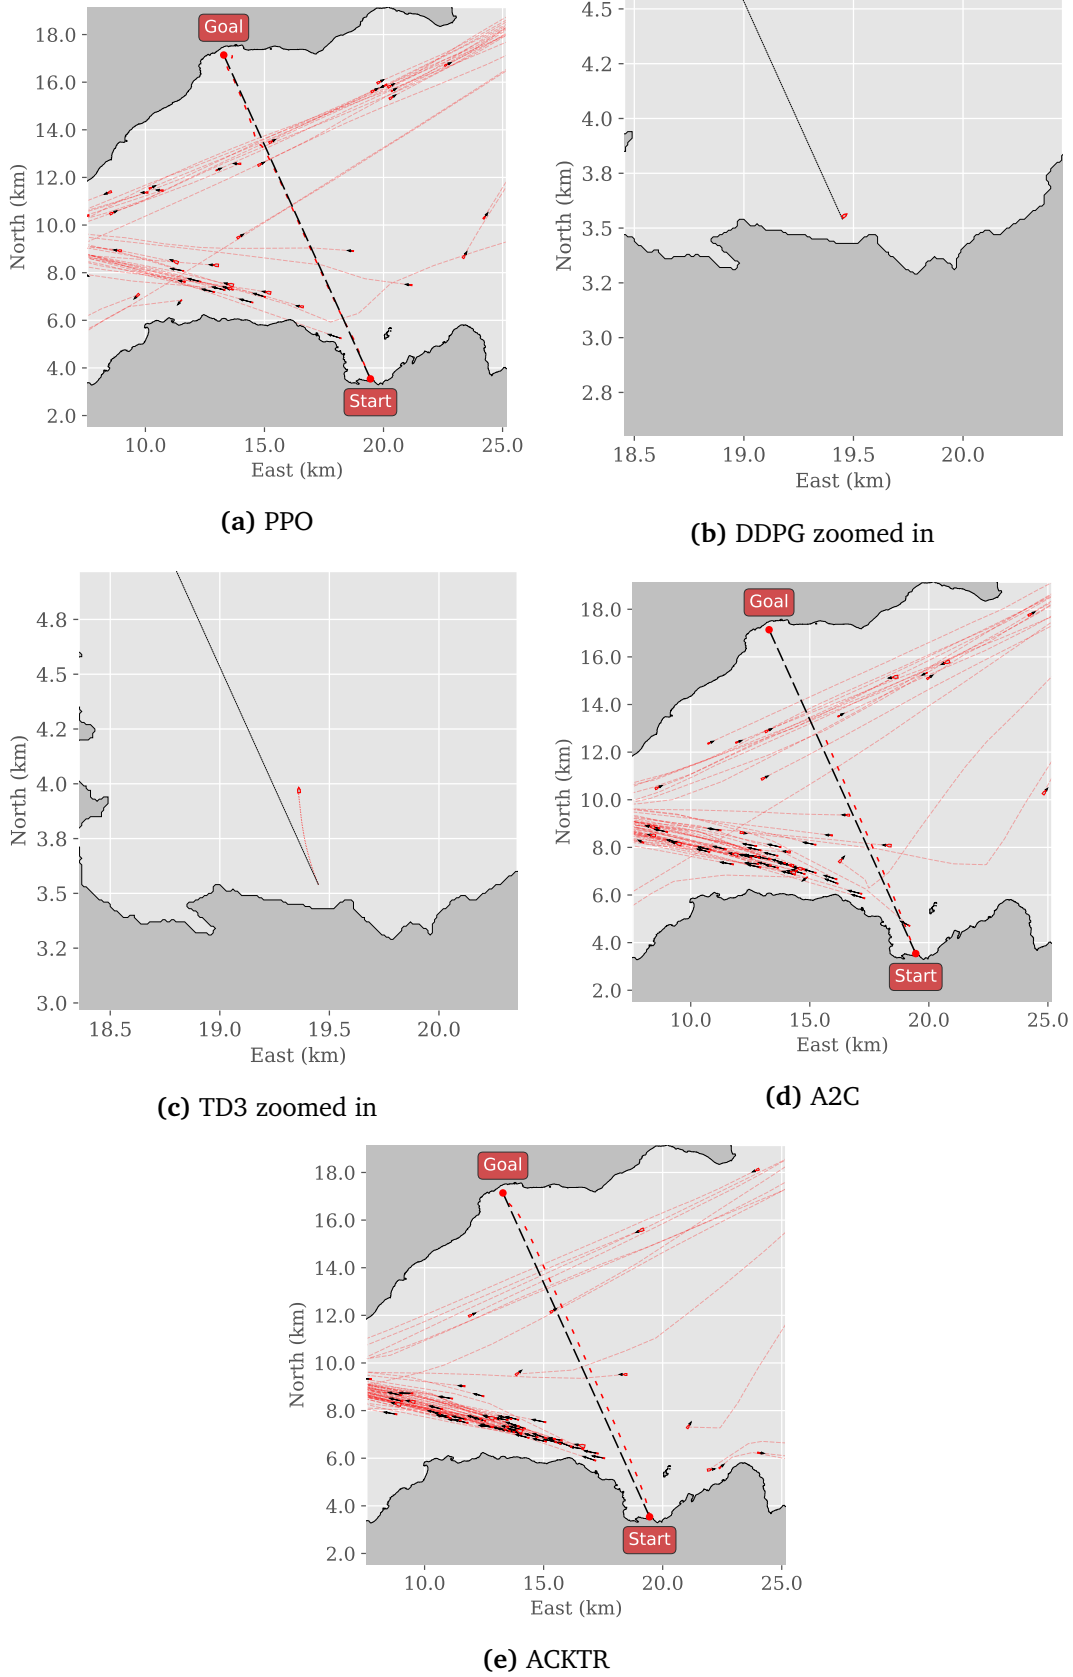 Goal
18.0
16.0
14.0
12.0
10.0
8.0
6.0
4.0
2.0
North (km)
Start
10.0 15.0 20.0 25.0
East (km)
(a) PPO
4.5
4.2
4.0
3.8
3.5
3.2
3.0
2.8
North (km)
18.5 19.0 19.5 20.0
East (km)
(b) DDPG zoomed in
4.8
4.5
4.2
4.0
3.8
3.5
3.2
3.0
North (km)
18.5 19.0 19.5 20.0
East (km)
(c) TD3 zoomed in
Goal
18.0
16.0
14.0
12.0
10.0
8.0
6.0
4.0
2.0
North (km)
Start
10.0 15.0 20.0 25.0
East (km)
(d) A2C
Goal
18.0
16.0
14.0
12.0
10.0
8.0
6.0
4.0
2.0
North (km)
Start
10.0 15.0 20.0 25.0
East (km)
(e) ACKTR